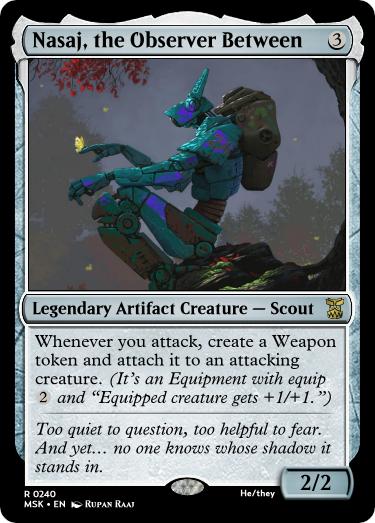 Nasaj, the Observer Between 3
Legendary Artifact Creature — Scout
Whenever you attack, create a Weapon
token and attach it to an attacking
creature. (It's an Equipment with equip
2 and “Equipped creature gets +1/+1.”)
Too quiet to question, too helpful to fear.
And yet… no one knows whose shadow it
stands in.
2/2
R 0240
MSK • EN Rupan Raaj
He/they